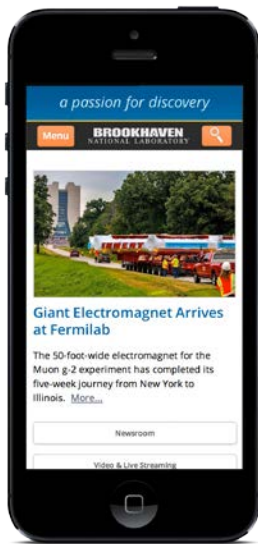 a passion for discovery
Menu
BROOKHAVEN
NATIONAL LABORATORY
Giant Electromagnet Arrives
at Fermilab
The 50-foot-wide electromagnet for the
Muon g-2 experiment has completed its
five-week journey from New York to
Illinois. More...
Newsroom
Video & Live Streaming